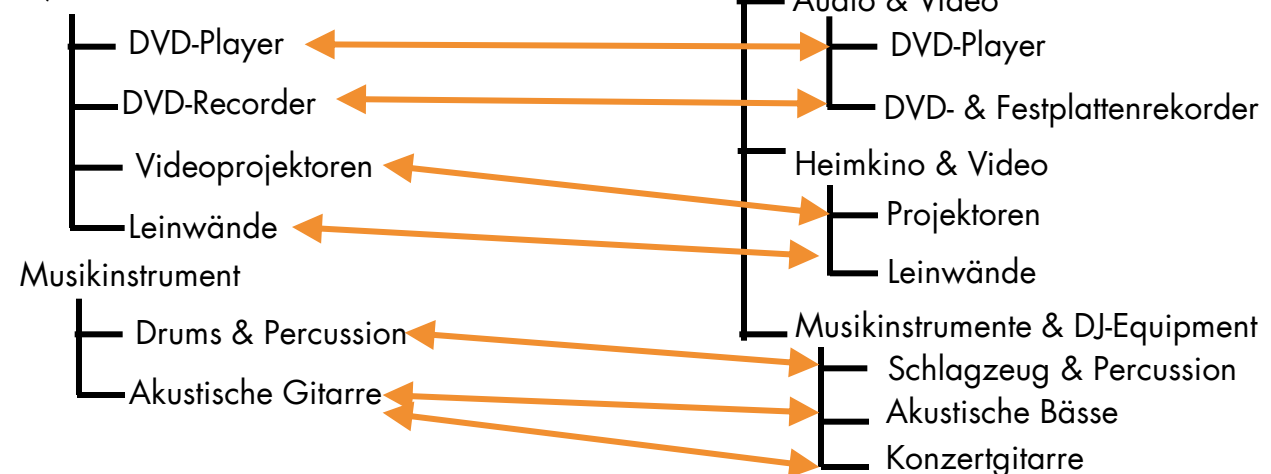 DVD-Player
DVD-Recorder
Videoprojektoren
Leinwände
Musikinstrument
Drums & Percussion
Akustische Gitarre
Audio & Video
DVD-Player
DVD- & Festplattenrekorder
Heimkino & Video
Projektoren
Leinwände
Musikinstrumente & DJ-Equipment
Schlagzeug & Percussion
Akustische Bässe
Konzertgitarre